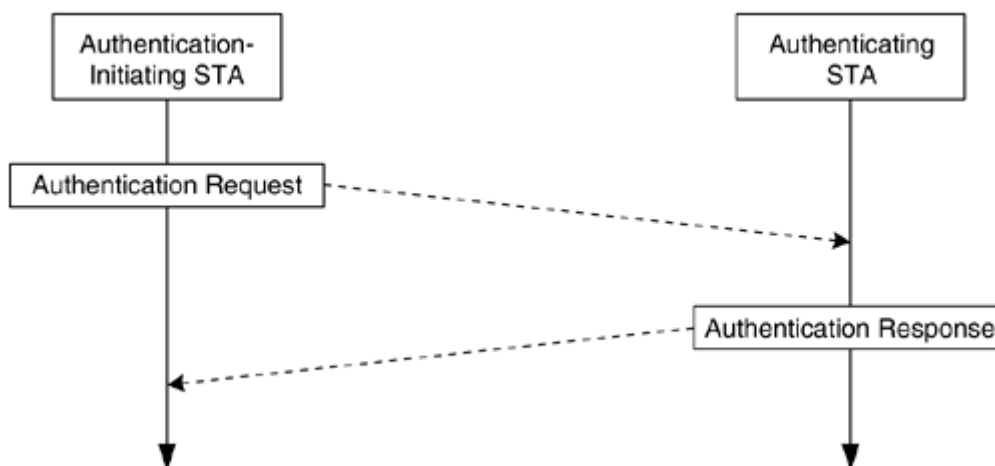 Authentication-
Initiating STA
Authenticating
STA
Authentication Request
Authentication Response